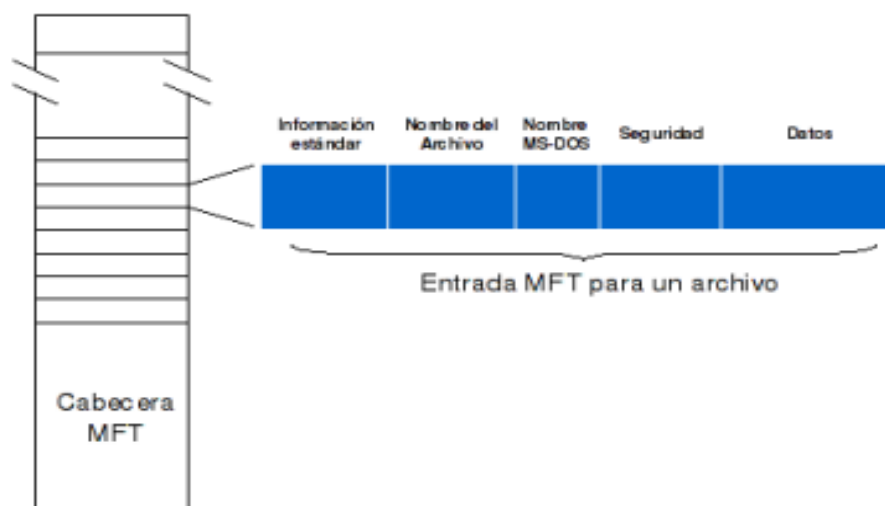 Información
estándar
Nombre del
Archivo
Nombre
MS-DOS
Seguridad
Datos
Entrada MFT para un archivo
Cabecera
MFT